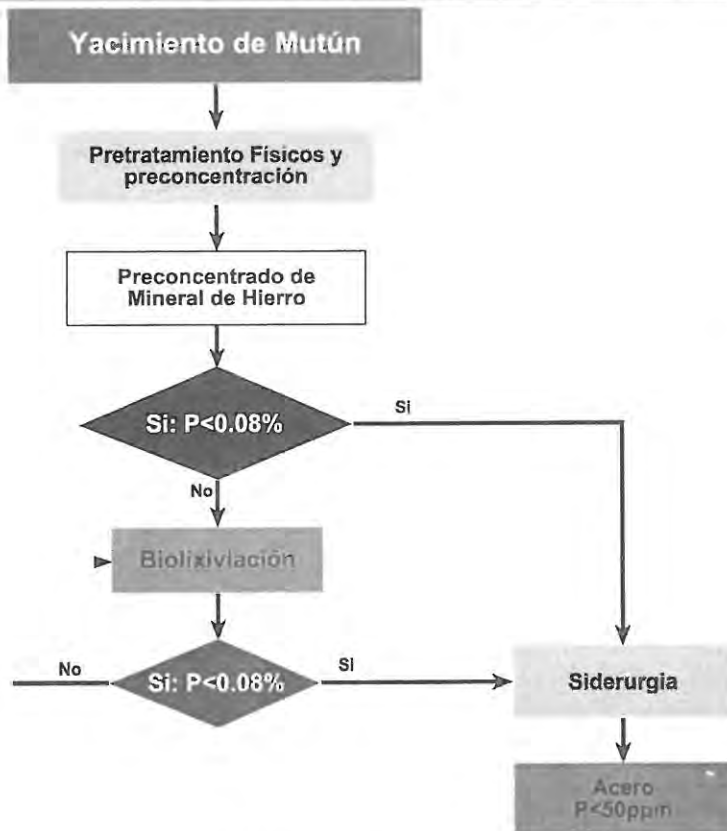 Yacimiento de Mutún
Pretratamiento Físicos y
preconcentración
Preconcentrado de
Mineral de Hierro
Si: P<0.08%
Si
No
Biolixiviación
No
Si: P<0.08%
Si
Siderurgia
Acero
P<50ppm